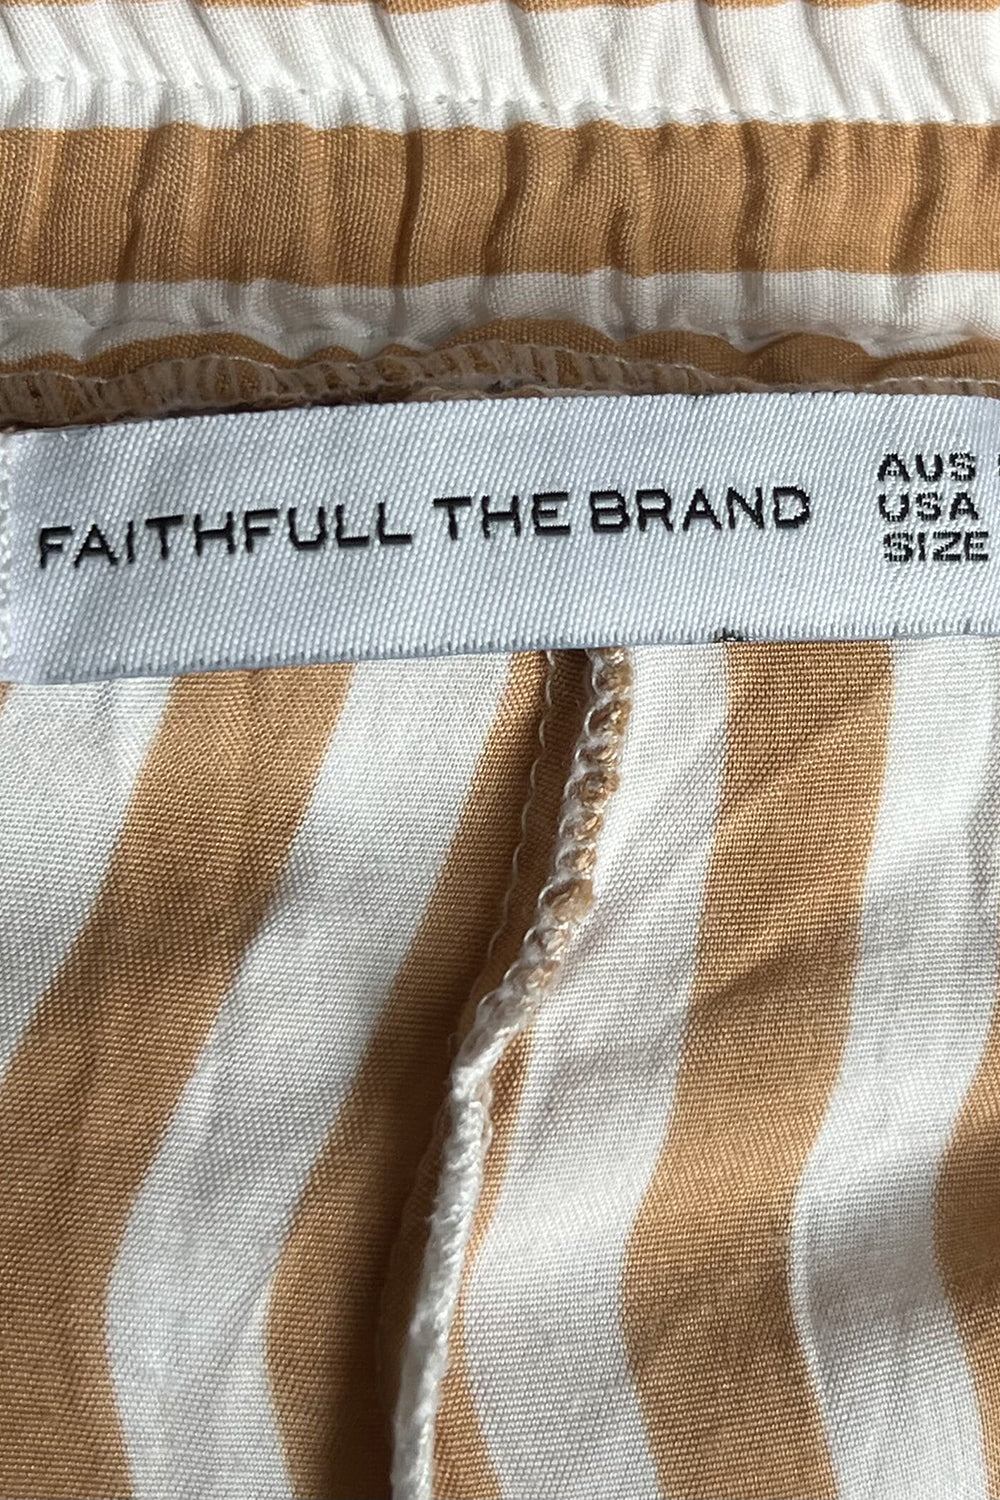 FAITHFULL THE BRAND
AUS
USA
SIZE